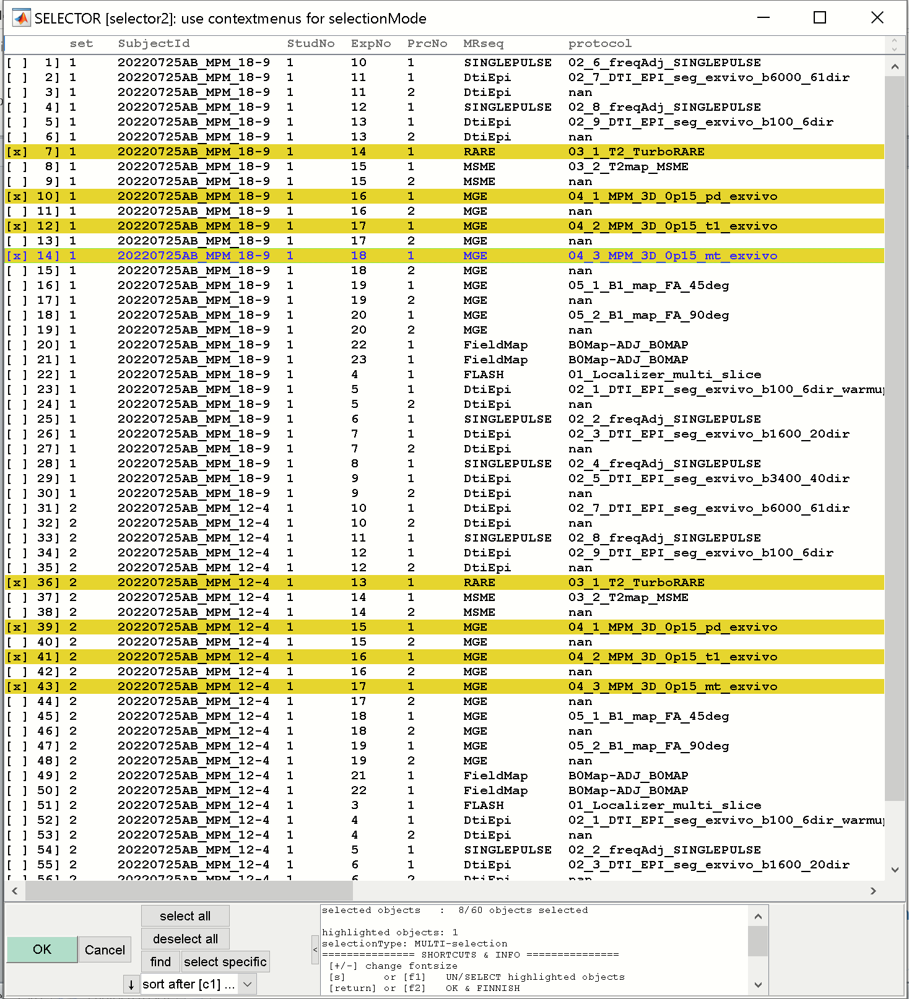 SELECTOR [selector2]: use contextmenus for selectionMode
set SubjectId StudNo ExpNo PrcNo MRseq protocol
[ ] 1] 1 20220725AB_MPM_18-9 1 10 1 SINGLEPULSE 02_6_freqAdj_SINGLEPULSE
[ ] 2] 1 20220725AB_MPM_18-9 1 11 1 DtiEpi 02_7_DTI_EPI_seg_exvivo_b6000_61dir
[ ] 3] 1 20220725AB_MPM_18-9 1 11 2 DtiEpi nan
[ ] 4] 1 20220725AB_MPM_18-9 1 12 1 SINGLEPULSE 02_8_freqAdj_SINGLEPULSE
[ ] 5] 1 20220725AB_MPM_18-9 1 13 1 DtiEpi 02_9_DTI_EPI_seg_exvivo_b100_6dir
[ ] 6] 1 20220725AB_MPM_18-9 1 13 2 DtiEpi nan
[x] 7] 1 20220725AB_MPM_18-9 1 14 1 RARE 03_1_T2_TurboRARE
[ ] 8] 1 20220725AB_MPM_18-9 1 15 1 MSME 03_2_T2map_MSME
[ ] 9] 1 20220725AB_MPM_18-9 1 15 2 MSME nan
[x] 10] 1 20220725AB_MPM_18-9 1 16 1 MGE 04_1_MPM_3D_0p15_pd_exvivo
[ ] 11] 1 20220725AB_MPM_18-9 1 16 2 MGE nan
[x] 12] 1 20220725AB_MPM_18-9 1 17 1 MGE 04_2_MPM_3D_0p15_t1_exvivo
[ ] 13] 1 20220725AB_MPM_18-9 1 17 2 MGE nan
[x] 14] 1 20220725AB_MPM_18-9 1 18 1 MGE 04_3_MPM_3D_0p15_mt_exvivo
[ ] 15] 1 20220725AB_MPM_18-9 1 18 2 MGE nan
[ ] 16] 1 20220725AB_MPM_18-9 1 19 1 MGE 05_1_B1_map_FA_45deg
[ ] 17] 1 20220725AB_MPM_18-9 1 19 2 MGE nan
[ ] 18] 1 20220725AB_MPM_18-9 1 20 1 MGE 05_2_B1_map_FA_90deg
[ ] 19] 1 20220725AB_MPM_18-9 1 20 2 MGE nan
[ ] 20] 1 20220725AB_MPM_18-9 1 22 1 FieldMap B0Map-ADJ_B0MAP
[ ] 21] 1 20220725AB_MPM_18-9 1 23 1 FieldMap B0Map-ADJ_B0MAP
[ ] 22] 1 20220725AB_MPM_18-9 1 4 1 FLASH 01_Localizer_multi_slice
[ ] 23] 1 20220725AB_MPM_18-9 1 5 1 DtiEpi 02_1_DTI_EPI_seg_exvivo_b100_6dir_warmup
[ ] 24] 1 20220725AB_MPM_18-9 1 5 2 DtiEpi nan
[ ] 25] 1 20220725AB_MPM_18-9 1 6 1 SINGLEPULSE 02_2_freqAdj_SINGLEPULSE
[ ] 26] 1 20220725AB_MPM_18-9 1 7 1 DtiEpi 02_3_DTI_EPI_seg_exvivo_b1600_20dir
[ ] 27] 1 20220725AB_MPM_18-9 1 7 2 DtiEpi nan
[ ] 28] 1 20220725AB_MPM_18-9 1 8 1 SINGLEPULSE 02_4_freqAdj_SINGLEPULSE
[ ] 29] 1 20220725AB_MPM_18-9 1 9 1 DtiEpi 02_5_DTI_EPI_seg_exvivo_b3400_40dir
[ ] 30] 1 20220725AB_MPM_18-9 1 9 2 DtiEpi nan
[ ] 31] 2 20220725AB_MPM_12-4 1 10 1 DtiEpi 02_7_DTI_EPI_seg_exvivo_b6000_61dir
[ ] 32] 2 20220725AB_MPM_12-4 1 10 2 DtiEpi nan
[ ] 33] 2 20220725AB_MPM_12-4 1 11 1 SINGLEPULSE 02_8_freqAdj_SINGLEPULSE
[ ] 34] 2 20220725AB_MPM_12-4 1 12 1 DtiEpi 02_9_DTI_EPI_seg_exvivo_b100_6dir
[ ] 35] 2 20220725AB_MPM_12-4 1 12 2 DtiEpi nan
[x] 36] 2 20220725AB_MPM_12-4 1 13 1 RARE 03_1_T2_TurboRARE
[ ] 37] 2 20220725AB_MPM_12-4 1 14 1 MSME 03_2_T2map_MSME
[ ] 38] 2 20220725AB_MPM_12-4 1 14 2 MSME nan
[x] 39] 2 20220725AB_MPM_12-4 1 15 1 MGE 04_1_MPM_3D_0p15_pd_exvivo
[ ] 40] 2 20220725AB_MPM_12-4 1 15 2 MGE nan
[x] 41] 2 20220725AB_MPM_12-4 1 16 1 MGE 04_2_MPM_3D_0p15_t1_exvivo
[ ] 42] 2 20220725AB_MPM_12-4 1 16 2 MGE nan
[x] 43] 2 20220725AB_MPM_12-4 1 17 1 MGE 04_3_MPM_3D_0p15_mt_exvivo
[ ] 44] 2 20220725AB_MPM_12-4 1 17 2 MGE nan
[ ] 45] 2 20220725AB_MPM_12-4 1 18 1 MGE 05_1_B1_map_FA_45deg
[ ] 46] 2 20220725AB_MPM_12-4 1 18 2 MGE nan
[ ] 47] 2 20220725AB_MPM_12-4 1 19 1 MGE 05_2_B1_map_FA_90deg
[ ] 48] 2 20220725AB_MPM_12-4 1 19 2 MGE nan
[ ] 49] 2 20220725AB_MPM_12-4 1 21 1 FieldMap B0Map-ADJ_B0MAP
[ ] 50] 2 20220725AB_MPM_12-4 1 22 1 FieldMap B0Map-ADJ_B0MAP
[ ] 51] 2 20220725AB_MPM_12-4 1 3 1 FLASH 01_Localizer_multi_slice
[ ] 52] 2 20220725AB_MPM_12-4 1 4 1 DtiEpi 02_1_DTI_EPI_seg_exvivo_b100_6dir_warmup
[ ] 53] 2 20220725AB_MPM_12-4 1 4 2 DtiEpi nan
[ ] 54] 2 20220725AB_MPM_12-4 1 5 1 SINGLEPULSE 02_2_freqAdj_SINGLEPULSE
[ ] 55] 2 20220725AB_MPM_12-4 1 6 1 DtiEpi 02_3_DTI_EPI_seg_exvivo_b1600_20dir
[ ] 56] 2 20220725AB_MPM_12-4 1 6 2 DtiEpi nan
OK
Cancel
select all
deselect all
find
select specific
↓ sort after [c1] ...
<
selected objects : 8/60 objects selected
highlighted objects: 1
selectionType: MULTI-selection
=============== SHORTCUTS & INFO ===============
[+/-] change fontsize
[s] or [f1] UN/SELECT highlighted objects
[return] or [f2] OK & FINNISH